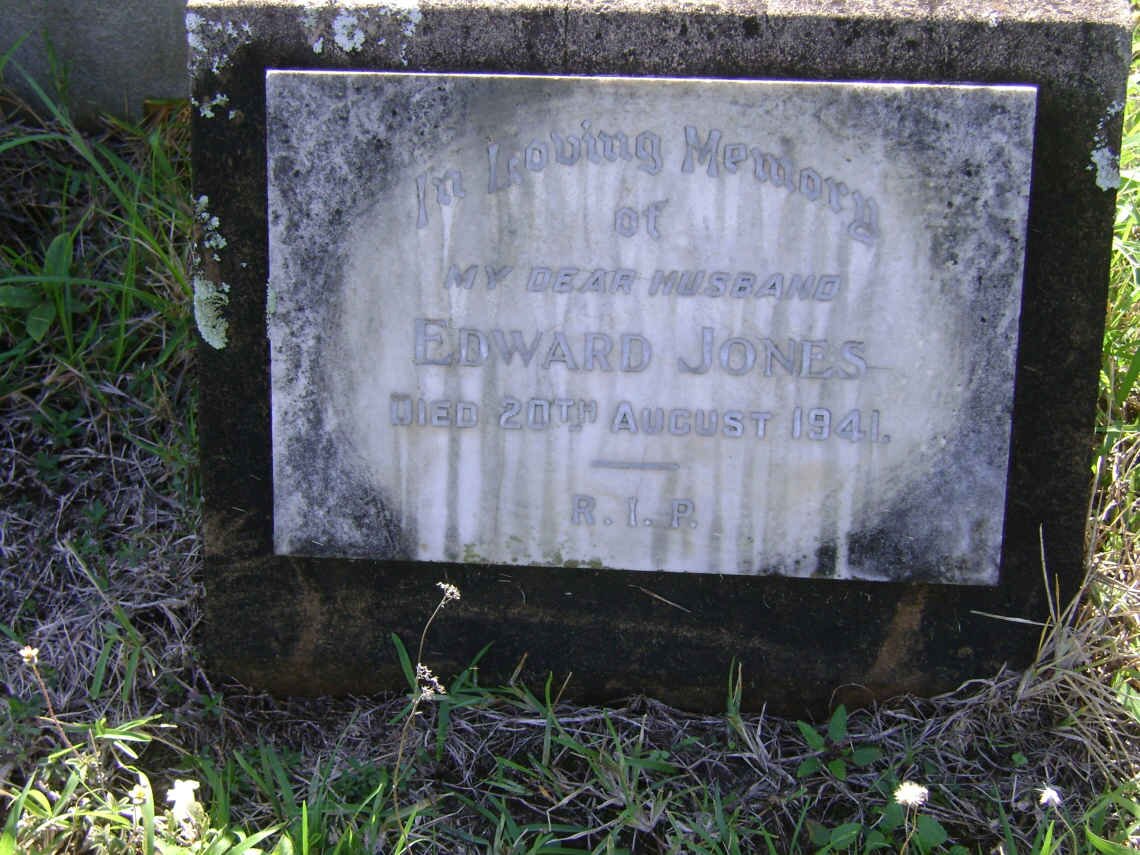 In Loving Memory
of
MY DEAR HUSBAND
EDWARD JONES
DIED 20TH AUGUST 1941.
R. I. P.